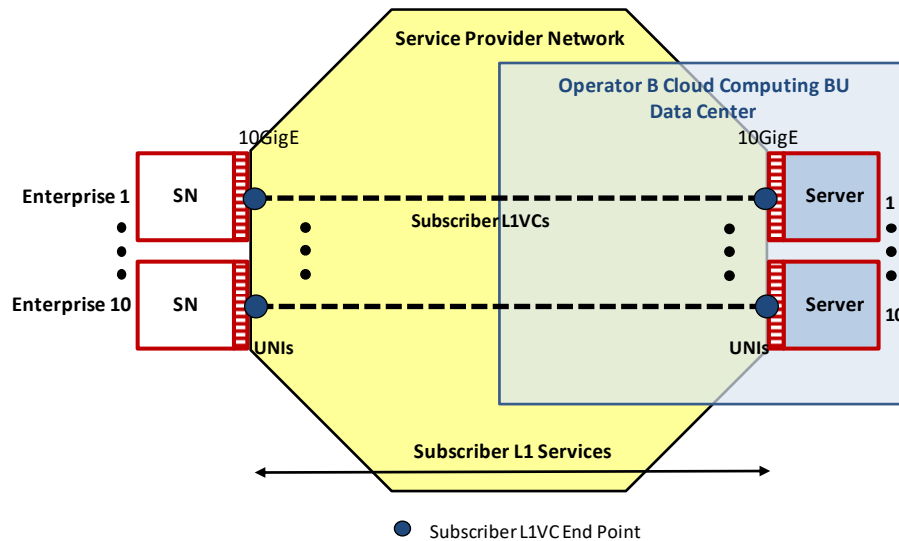 Service Provider Network
Operator B Cloud Computing BU
Data Center
10GigE
10GigE
Enterprise 1
SN
Server
1
Subscriber L1VCs
Enterprise 10
SN
Server
10
UNIs
UNIs
Subscriber L1 Services
Subscriber L1VC End Point